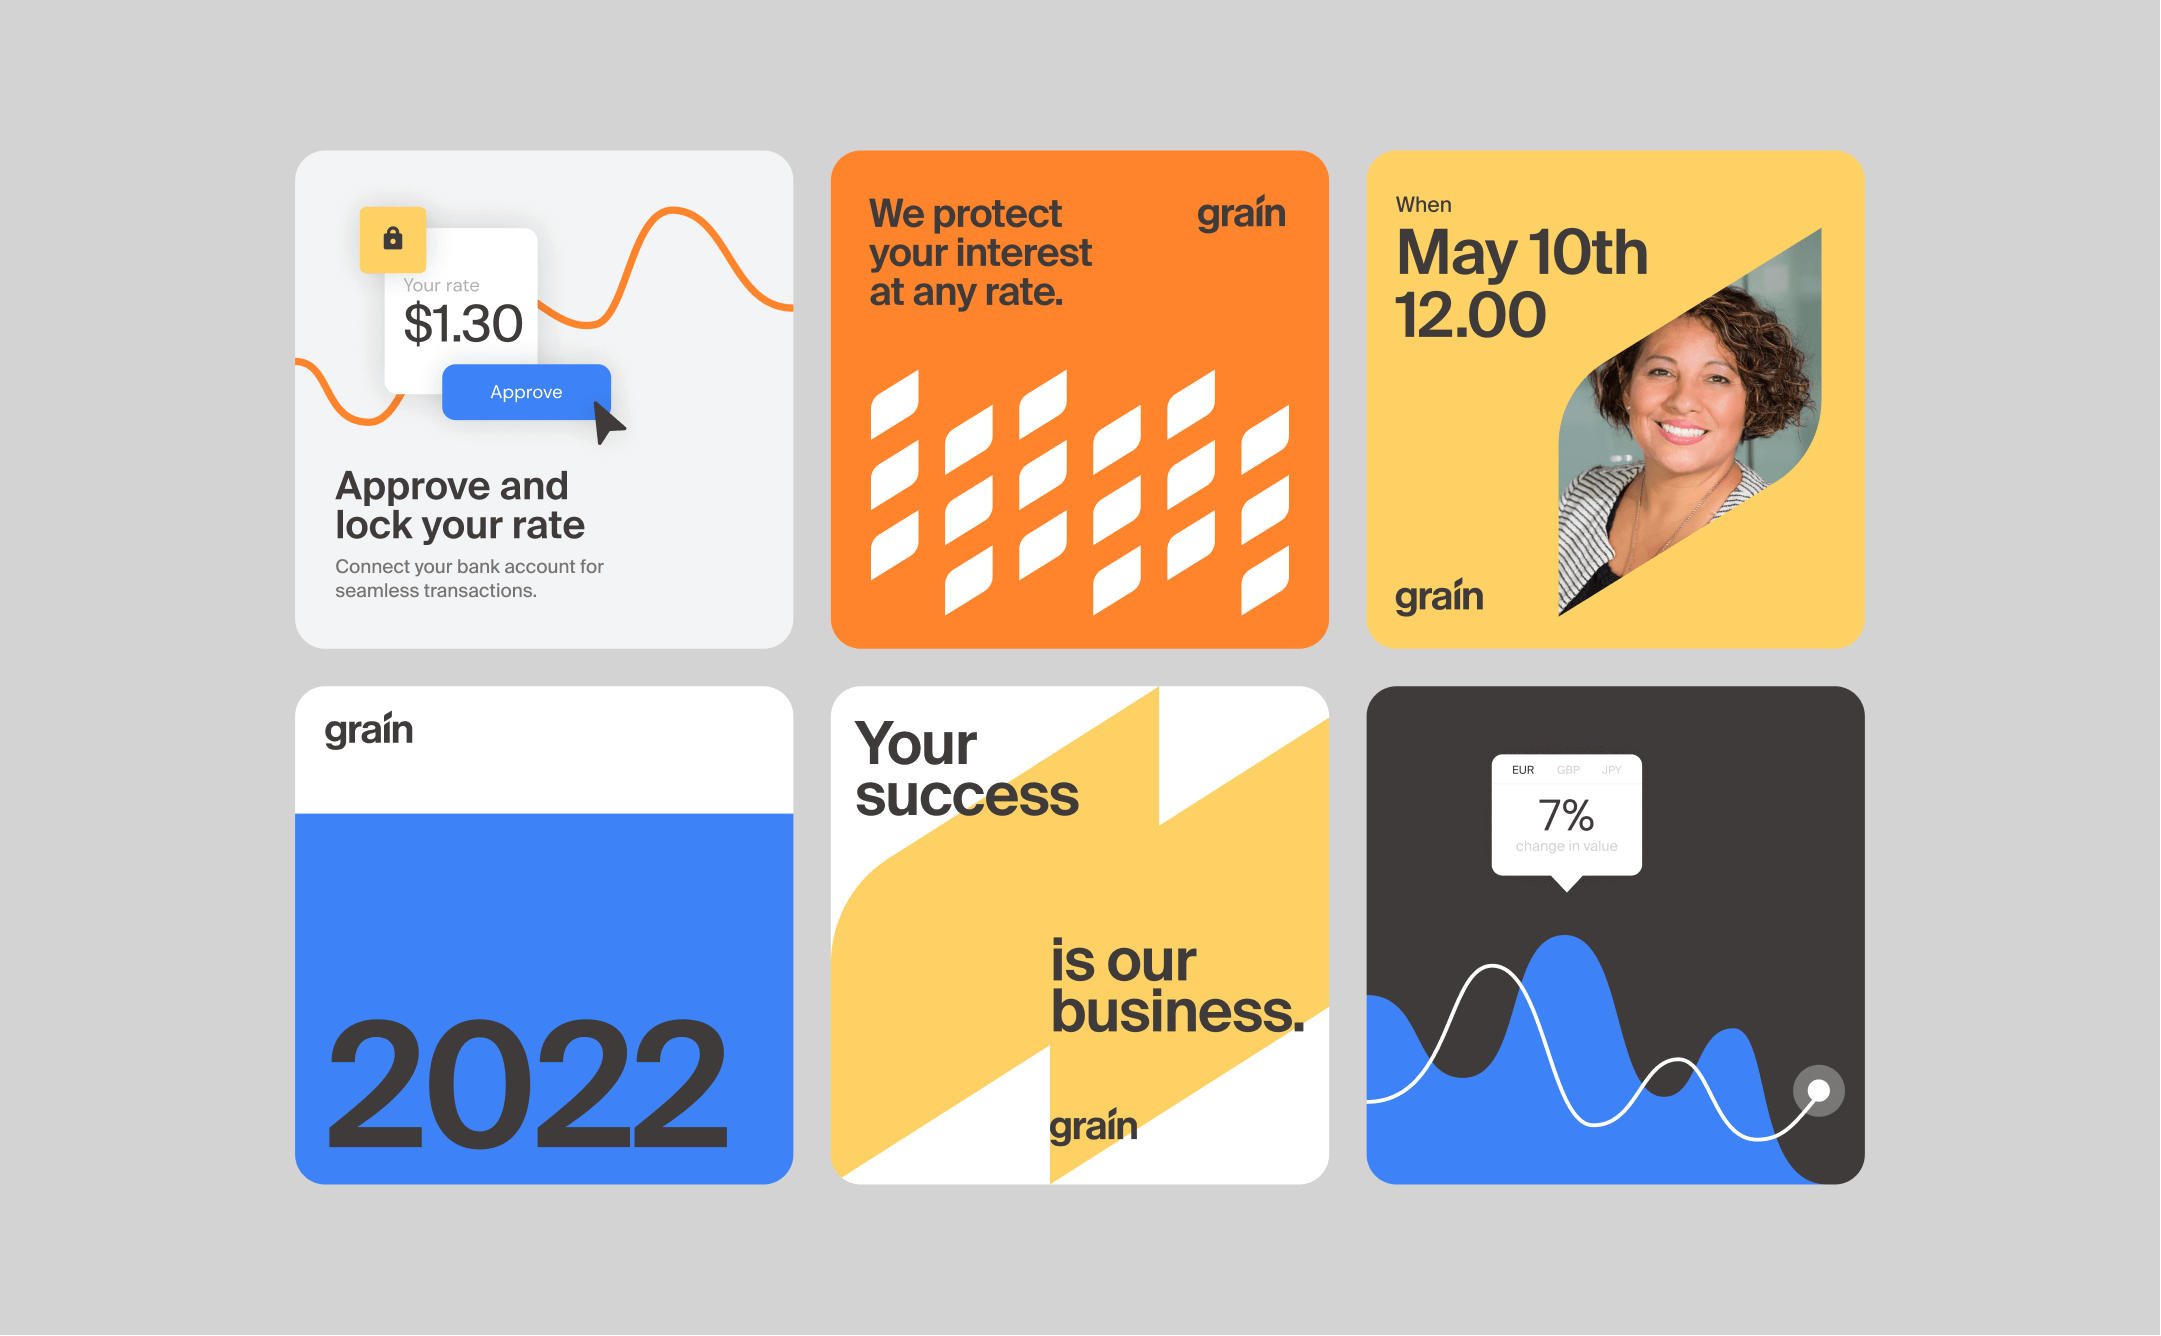 Your rate
$1.30
Approve
Approve and
lock your rate
Connect your bank account for
seamless transactions.
We protect
your interest
at any rate.
grain
When
May 10th
12.00
grain
grain
2022
Your
success
is our
business.
grain
EUR GBP JPY
7%
change in value